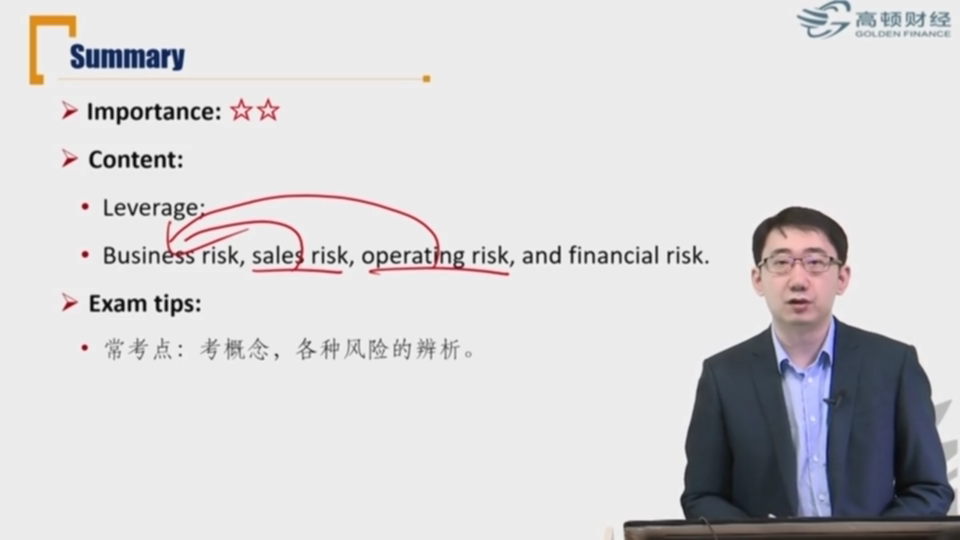 高顿财经
GOLDEN FINANCE
Summary
Importance: ☆☆
Content:
Leverage;
Business risk, sales risk, operating risk, and financial risk.
Exam tips:
常考点：考概念，各种风险的辨析。